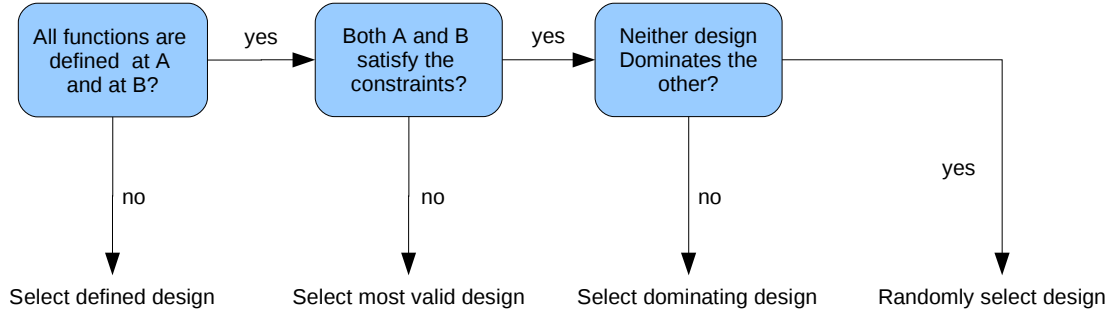 All functions are
defined  at A
and at B?
yes
Both A and B
satisfy the
constraints?
yes
Neither design
Dominates the
other?
yes
no
no
no
Select defined design
Select most valid design
Select dominating design
Randomly select design